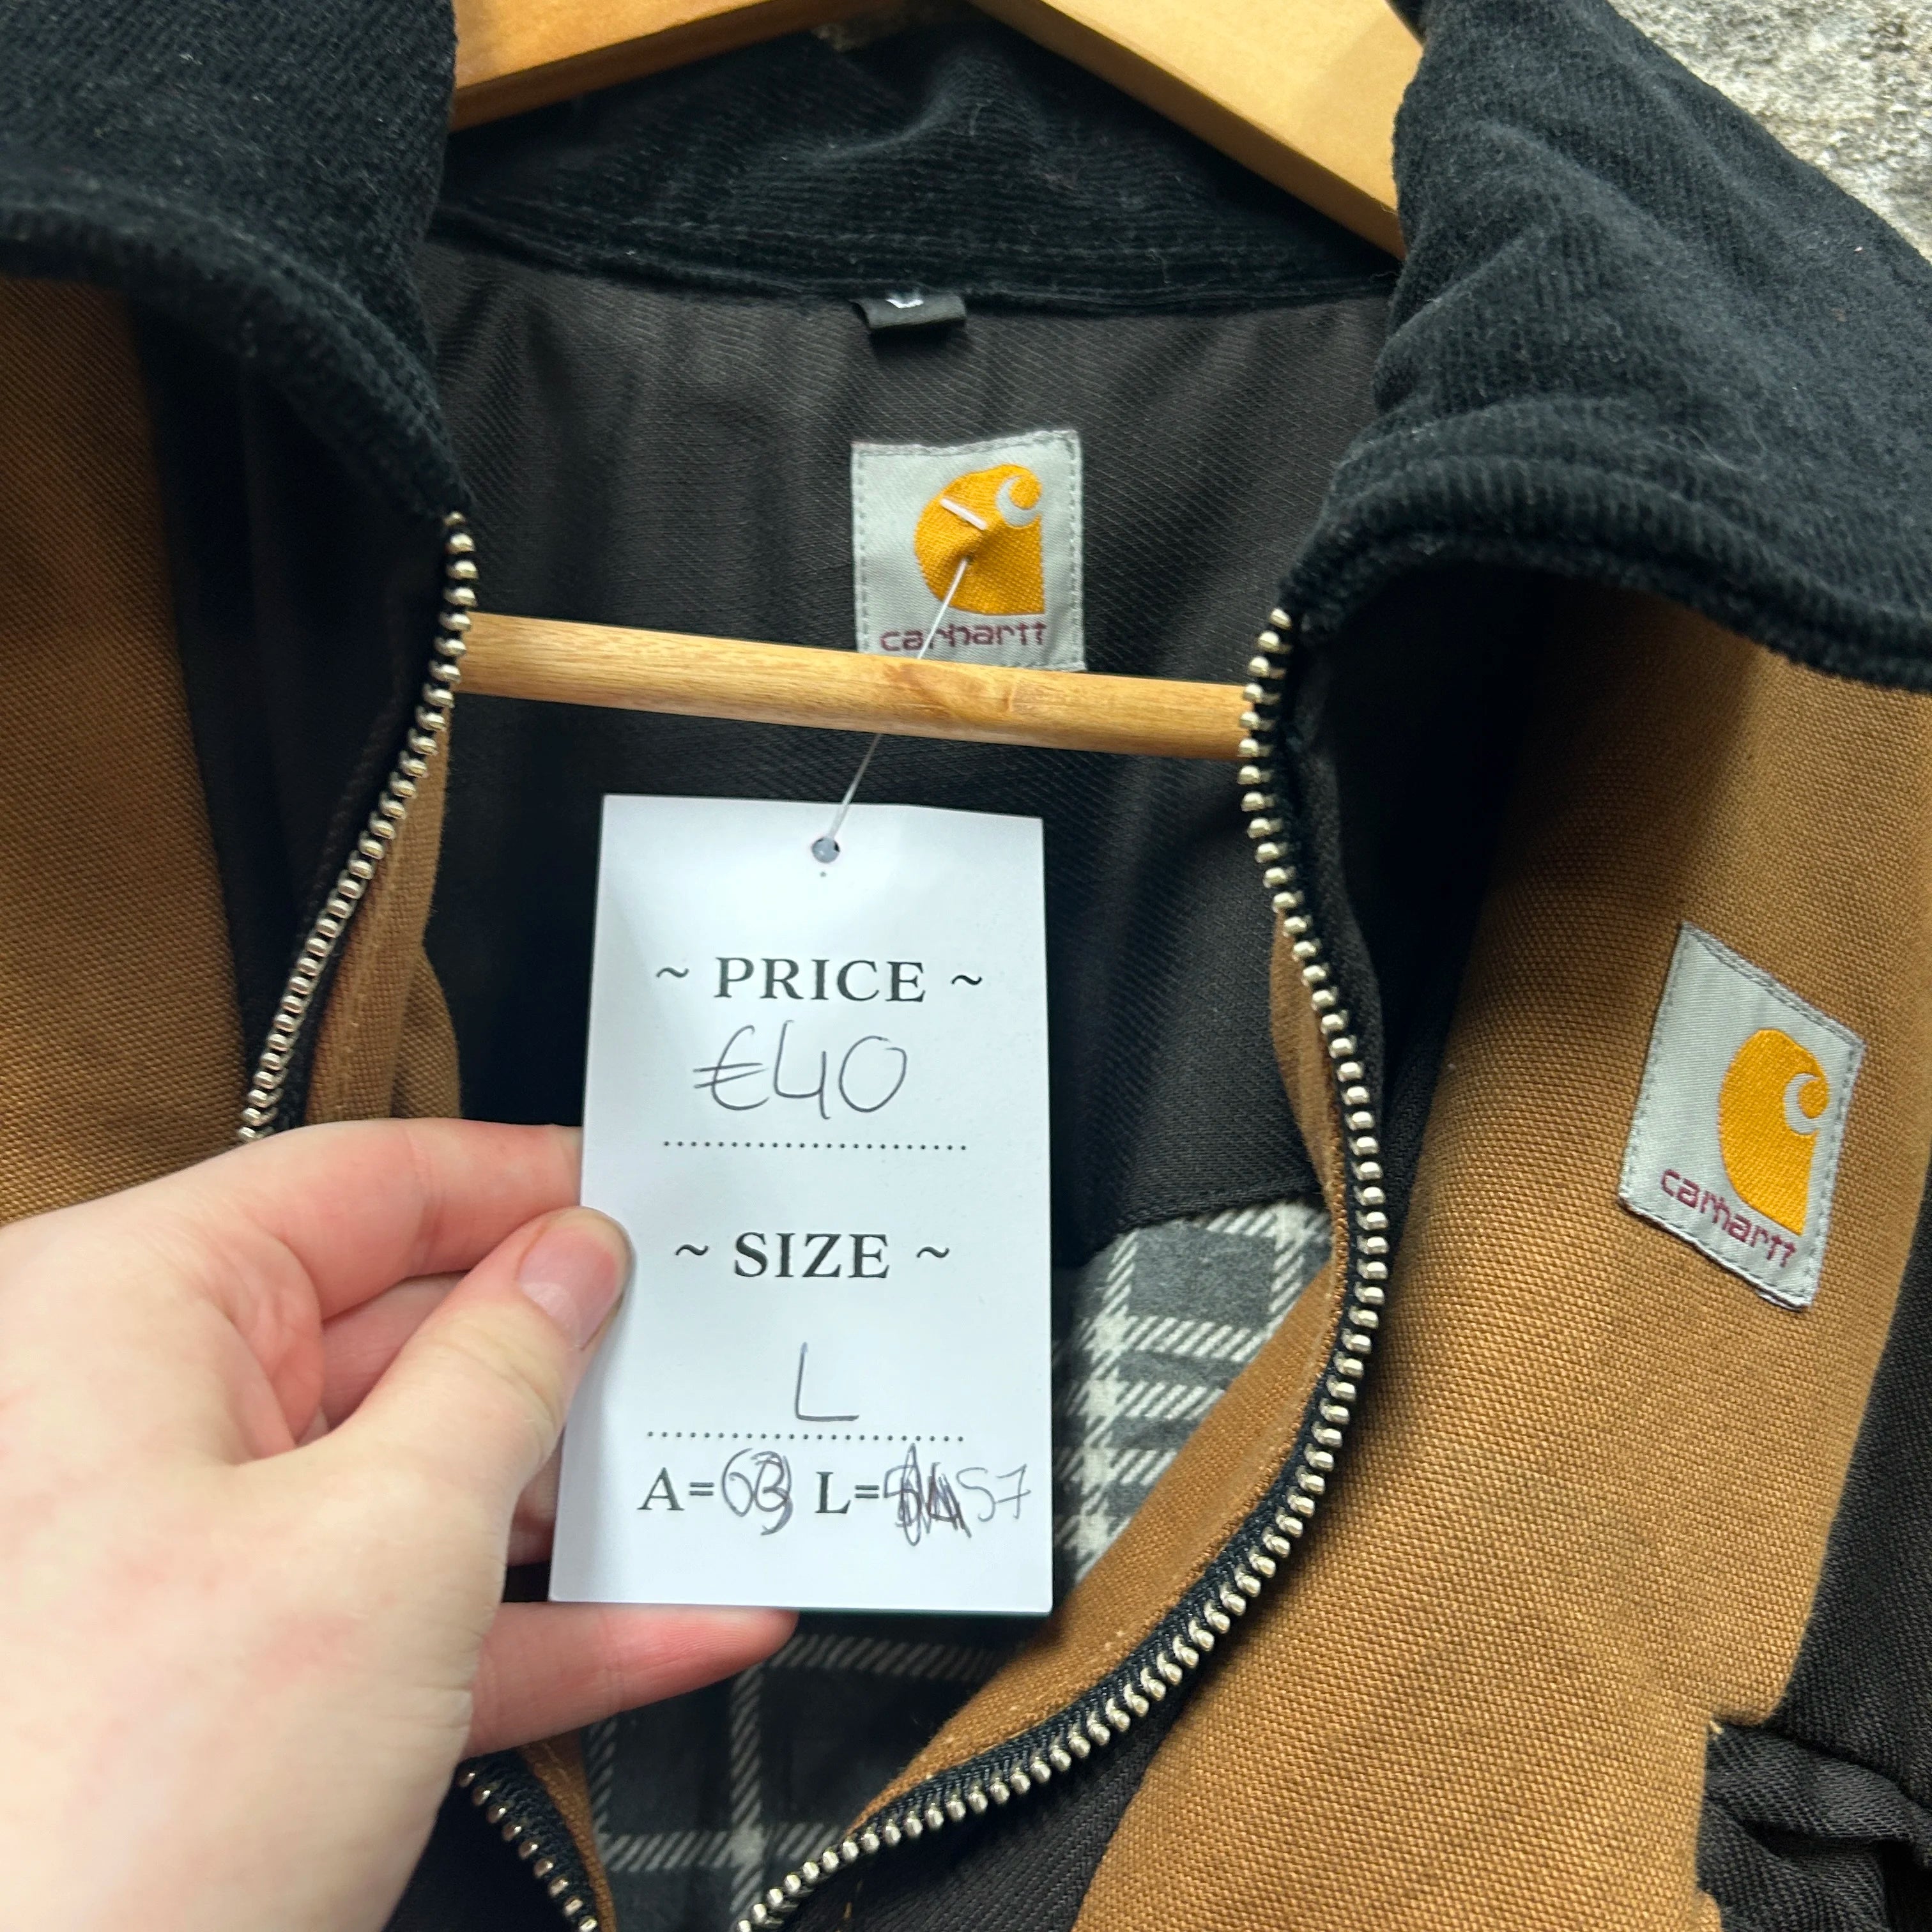 carhartt
~ PRICE ~
€40
~ SIZE ~
L
A=63 L=57
carhartt